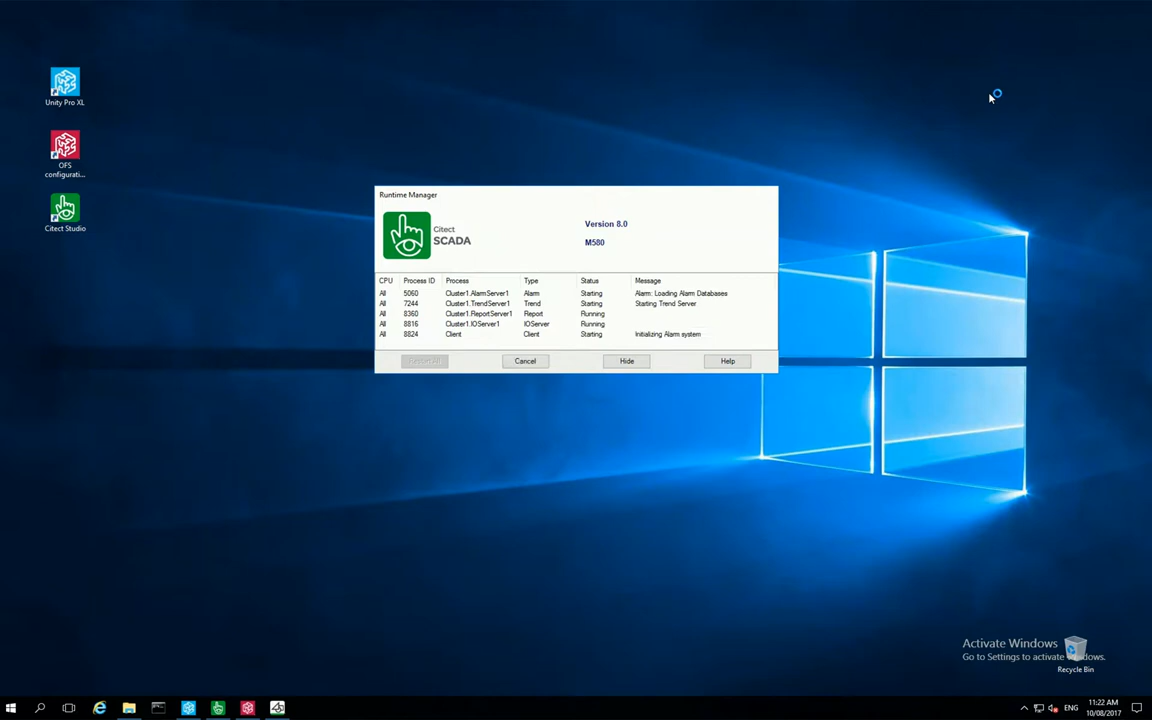 Unity Pro XL
OFS
configurati...
Citect Studio
Runtime Manager
Citect
SCADA
Version 8.0
M580
CPU Process ID Process Type Status Message
All 5060 Cluster1.AlarmServer1 Alarm Starting Alarm: Loading Alarm Databases
All 7244 Cluster1.TrendServer1 Trend Starting Starting Trend Server
All 8360 Cluster1.ReportServer1 Report Running
All 8816 Cluster1.IOServer1 IOServer Running
All 8824 Client Client Starting Initializing Alarm system
Restart All Cancel Hide Help
Activate Windows
Go to Settings to activate Windows.
Recycle Bin
ENG
11:22 AM
10/08/2017